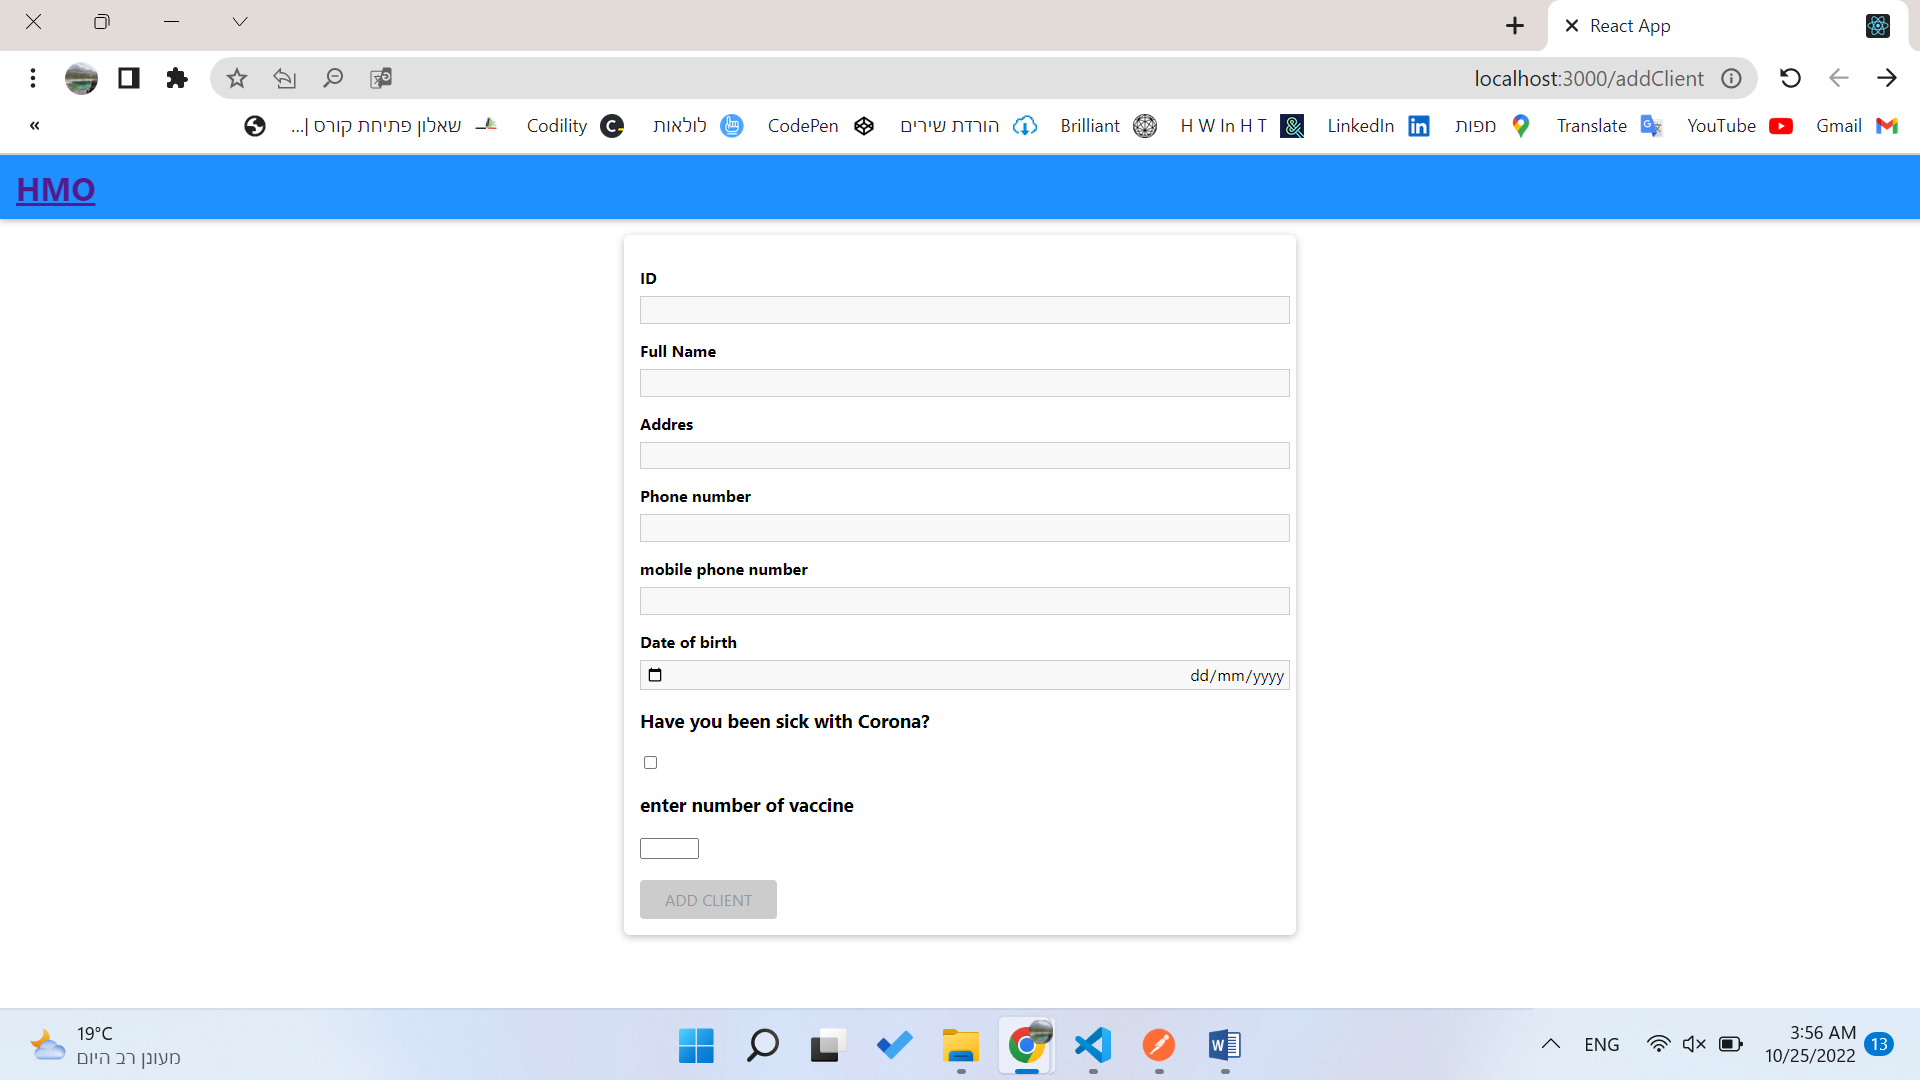 React App
localhost:3000/addClient
«
שאלון פתיחת קורס |...
Codility
לולאות
CodePen
הורדת שירים
Brilliant
H W In H T
LinkedIn
מפות
Translate
YouTube
Gmail
HMO
ID
Full Name
Addres
Phone number
mobile phone number
Date of birth
dd/mm/yyyy
Have you been sick with Corona?
enter number of vaccine
ADD CLIENT
19°C
מעונן רב היום
ENG
3:56 AM
10/25/2022
13